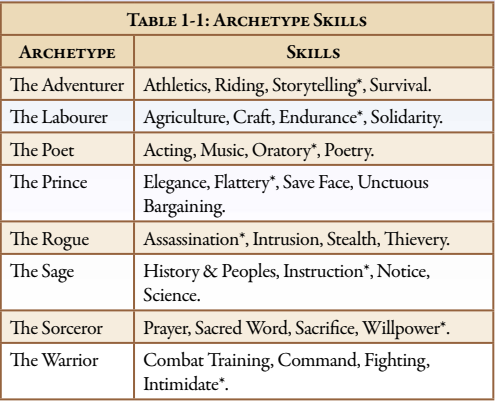 Table 1-1: Archetype Skills
Archetype Skills
The Adventurer Athletics, Riding, Storytelling*, Survival.
The Labourer Agriculture, Craft, Endurance*, Solidarity.
The Poet Acting, Music, Oratory*, Poetry.
The Prince Elegance, Flattery*, Save Face, Unctuous
Bargaining.
The Rogue Assassination*, Intrusion, Stealth, Thievery.
The Sage History & Peoples, Instruction*, Notice,
Science.
The Sorceror Prayer, Sacred Word, Sacrifice, Willpower*.
The Warrior Combat Training, Command, Fighting,
Intimidate*.